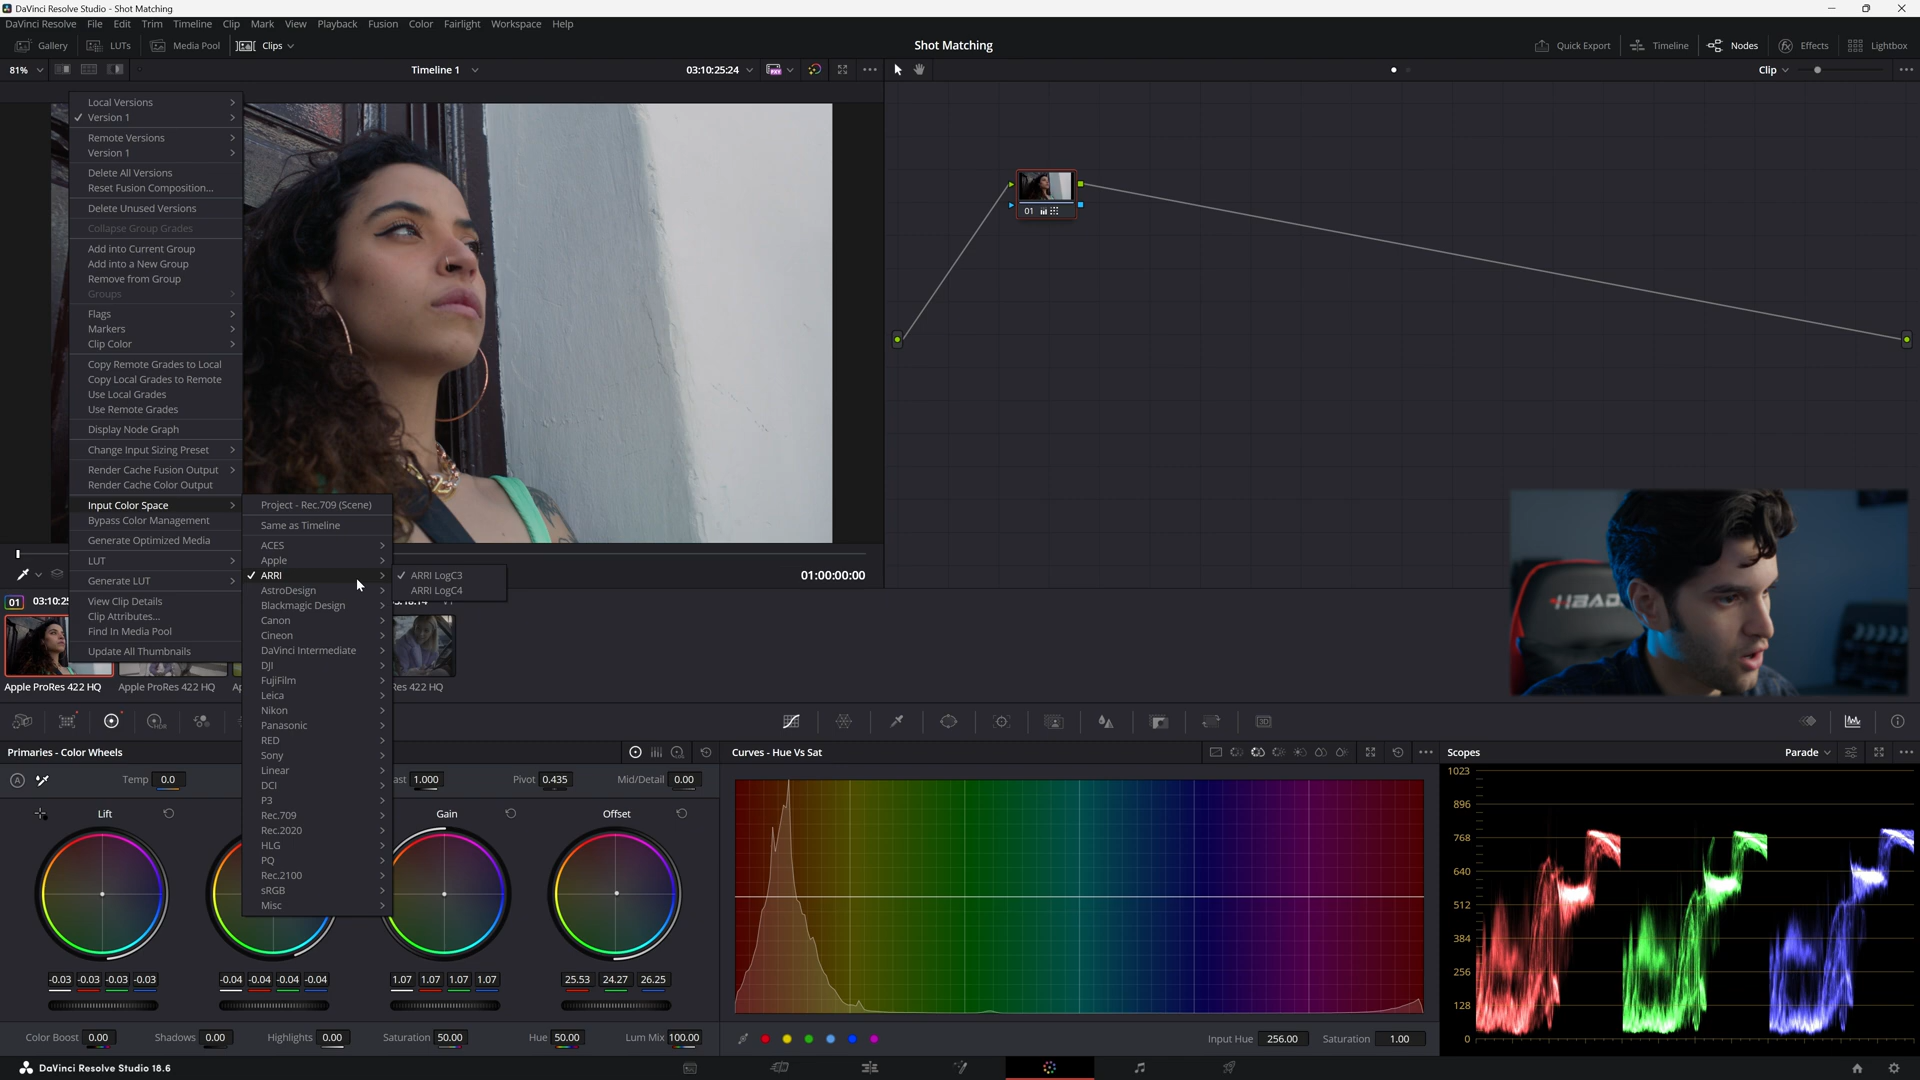 DaVinci Resolve Studio - Shot Matching
DaVinci Resolve File Edit Trim Timeline Clip Mark View Playback Fusion Color Fairlight Workspace Help
Gallery LUTs Media Pool Clips Shot Matching Quick Export Timeline Nodes Effects Lightbox
81% Timeline 1 03:10:25:24 Clip
Local Versions
Version 1
Remote Versions
Version 1
Delete All Versions
Reset Fusion Composition...
Delete Unused Versions
Collapse Group Grades
Add into Current Group
Add into a New Group
Remove from Group
Groups
Flags
Markers
Clip Color
Copy Remote Grades to Local
Copy Local Grades to Remote
Use Local Grades
Use Remote Grades
Display Node Graph
Change Input Sizing Preset
Render Cache Fusion Output
Render Cache Color Output
Input Color Space
Bypass Color Management
Generate Optimized Media
LUT
Generate LUT
View Clip Details
Clip Attributes...
Find In Media Pool
Update All Thumbnails
Project - Rec.709 (Scene)
Same as Timeline
ACES
Apple
ARRI
AstroDesign
Blackmagic Design
Canon
Cineon
DaVinci Intermediate
DJI
FujiFilm
Leica
Nikon
Panasonic
RED
Sony
Linear
DCI
P3
Rec.709
Rec.2020
HLG
PQ
Rec.2100
sRGB
Misc
ARRI LogC3
ARRI LogC4
01
01:00:00:00
01 03:10:25
Apple ProRes 422 HQ Apple ProRes 422 HQ Ap Res 422 HQ
Primaries - Color Wheels Curves - Hue Vs Sat Scopes Parade
Temp 0.0 ast 1.000 Pivot 0.435 Mid/Detail 0.00
Lift Gain Offset
-0.03 -0.03 -0.03 -0.03 -0.04 -0.04 -0.04 -0.04 1.07 1.07 1.07 1.07 25.53 24.27 26.25
Color Boost 0.00 Shadows 0.00 Highlights 0.00 Saturation 50.00 Hue 50.00 Lum Mix 100.00
Input Hue 256.00 Saturation 1.00
1023
896
768
640
512
384
256
128
0
DaVinci Resolve Studio 18.6